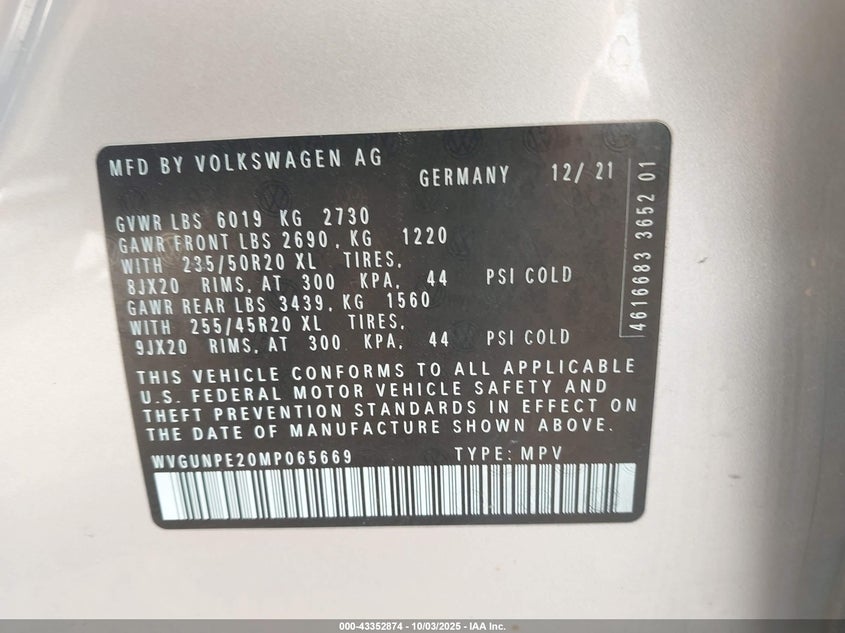 MFD BY VOLKSWAGEN AG
GERMANY 12/ 21
GVWR LBS 6019 KG 2730
GAWR FRONT LBS 2690, KG 1220
WITH 235/50R20 XL TIRES,
8JX20 RIMS, AT 300 KPA, 44 PSI COLD
GAWR REAR LBS 3439, KG 1560
WITH 255/45R20 XL TIRES,
9JX20 RIMS, AT 300 KPA, 44 PSI COLD
THIS VEHICLE CONFORMS TO ALL APPLICABLE
U.S. FEDERAL MOTOR VEHICLE SAFETY AND
THEFT PREVENTION STANDARDS IN EFFECT ON
THE DATE OF MANUFACTURE SHOWN ABOVE.
WVGUNPE20MP065669 TYPE: MPV
4616683 3652 01
000-43352874 - 10/03/2025 - IAA Inc.